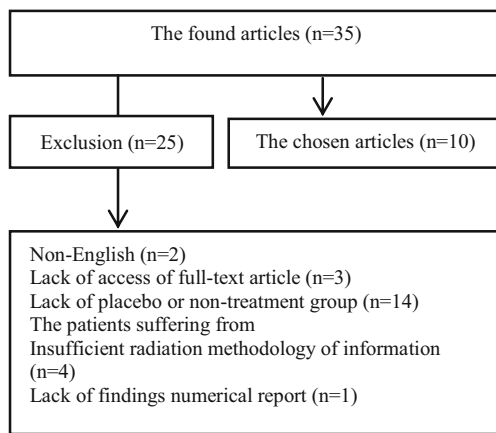 The found articles (n=35)
Exclusion (n=25)
The chosen articles (n=10)
Non-English (n=2)
Lack of access of full-text article (n=3)
Lack of placebo or non-treatment group (n=14)
The patients suffering from
Insufficient radiation methodology of information
(n=4)
Lack of findings numerical report (n=1)